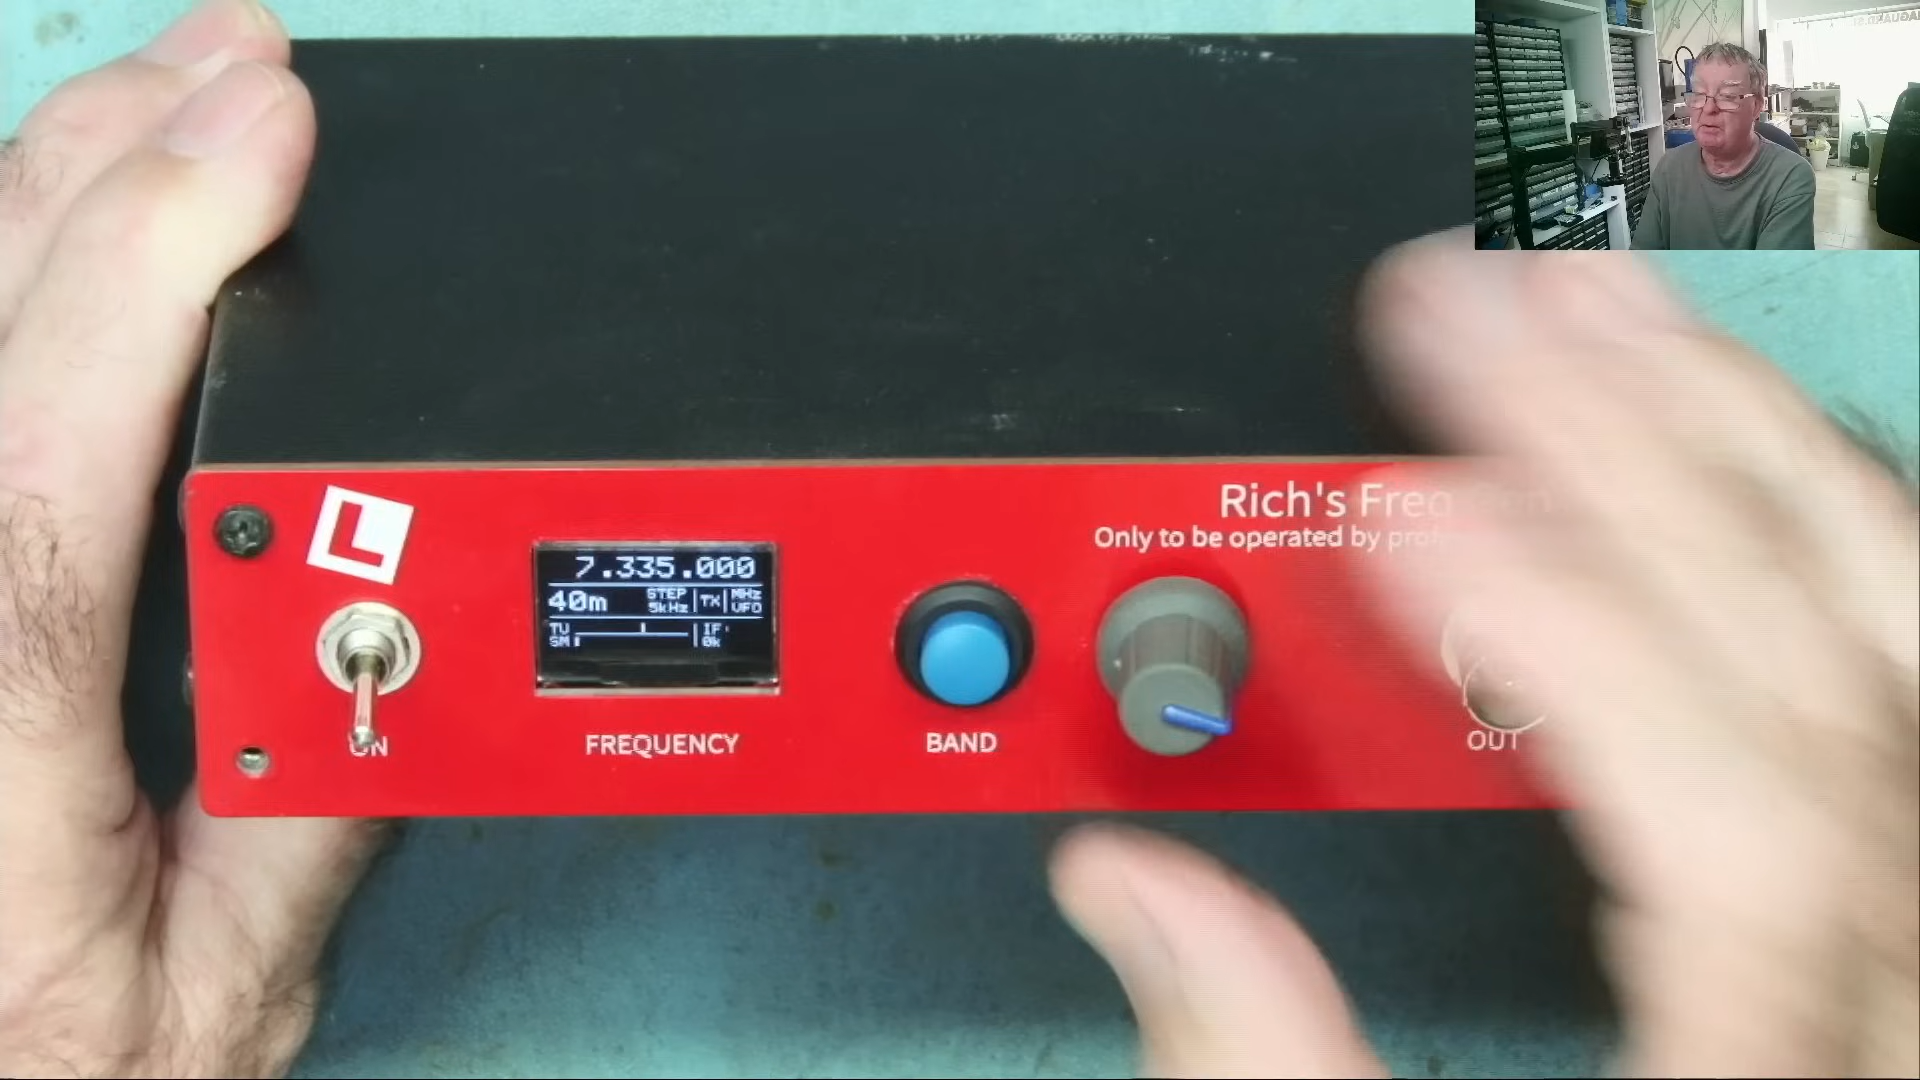 L
Rich's Freq
Only to be operated by
7.335.000
40m
STEP
5kHz
TX
MHz
VFO
TU
SM
IF:
0k
ON
FREQUENCY
BAND
OUT